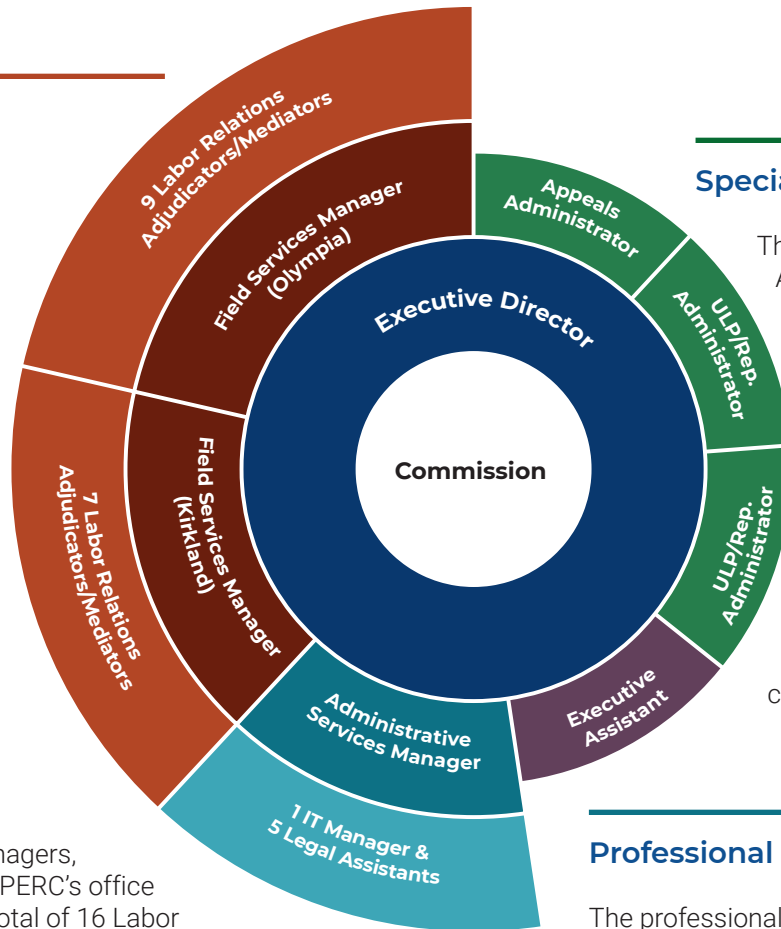 9 Labor Relations
Adjudicators/Mediators
Field Services Manager
(Olympia)
Appeals
Administrator
ULP/Rep.
Administrator
ULP/Rep.
Administrator
Executive Director
Commission
Field Services Manager
(Kirkland)
7 Labor Relations
Adjudicators/Mediators
Administrative
Services Manager
Executive
Assistant
1 IT Manager &
5 Legal Assistants
nagers,
PERC's office
otal of 16 Labor
Specia
Th
A
c
Professional
The professional